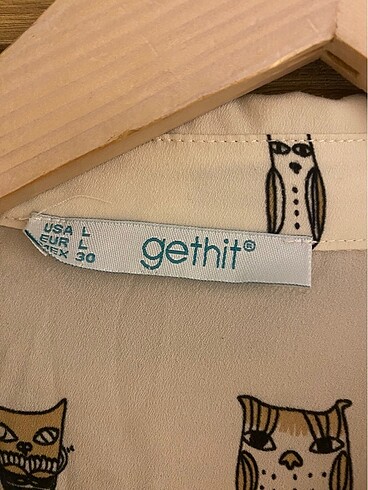 USA L
EUR L
MEX 30
gethit®